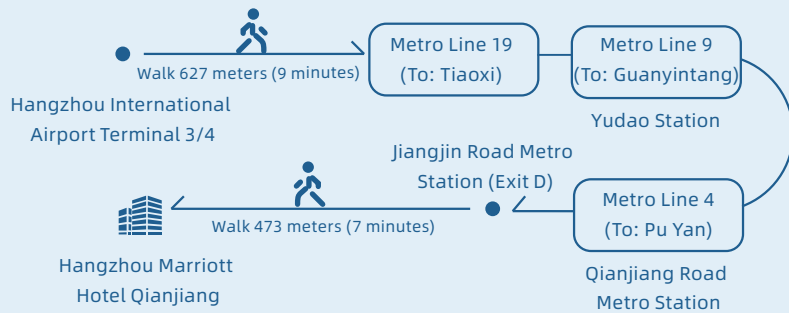 Walk 627 meters (9 minutes)
Hangzhou International
Airport Terminal 3/4
Metro Line 19
(To: Tiaoxi)
Metro Line 9
(To: Guanyintang)
Yudao Station
Metro Line 4
(To: Pu Yan)
Qianjiang Road
Metro Station
Jiangjin Road Metro
Station (Exit D)
Walk 473 meters (7 minutes)
Hangzhou Marriott
Hotel Qianjiang